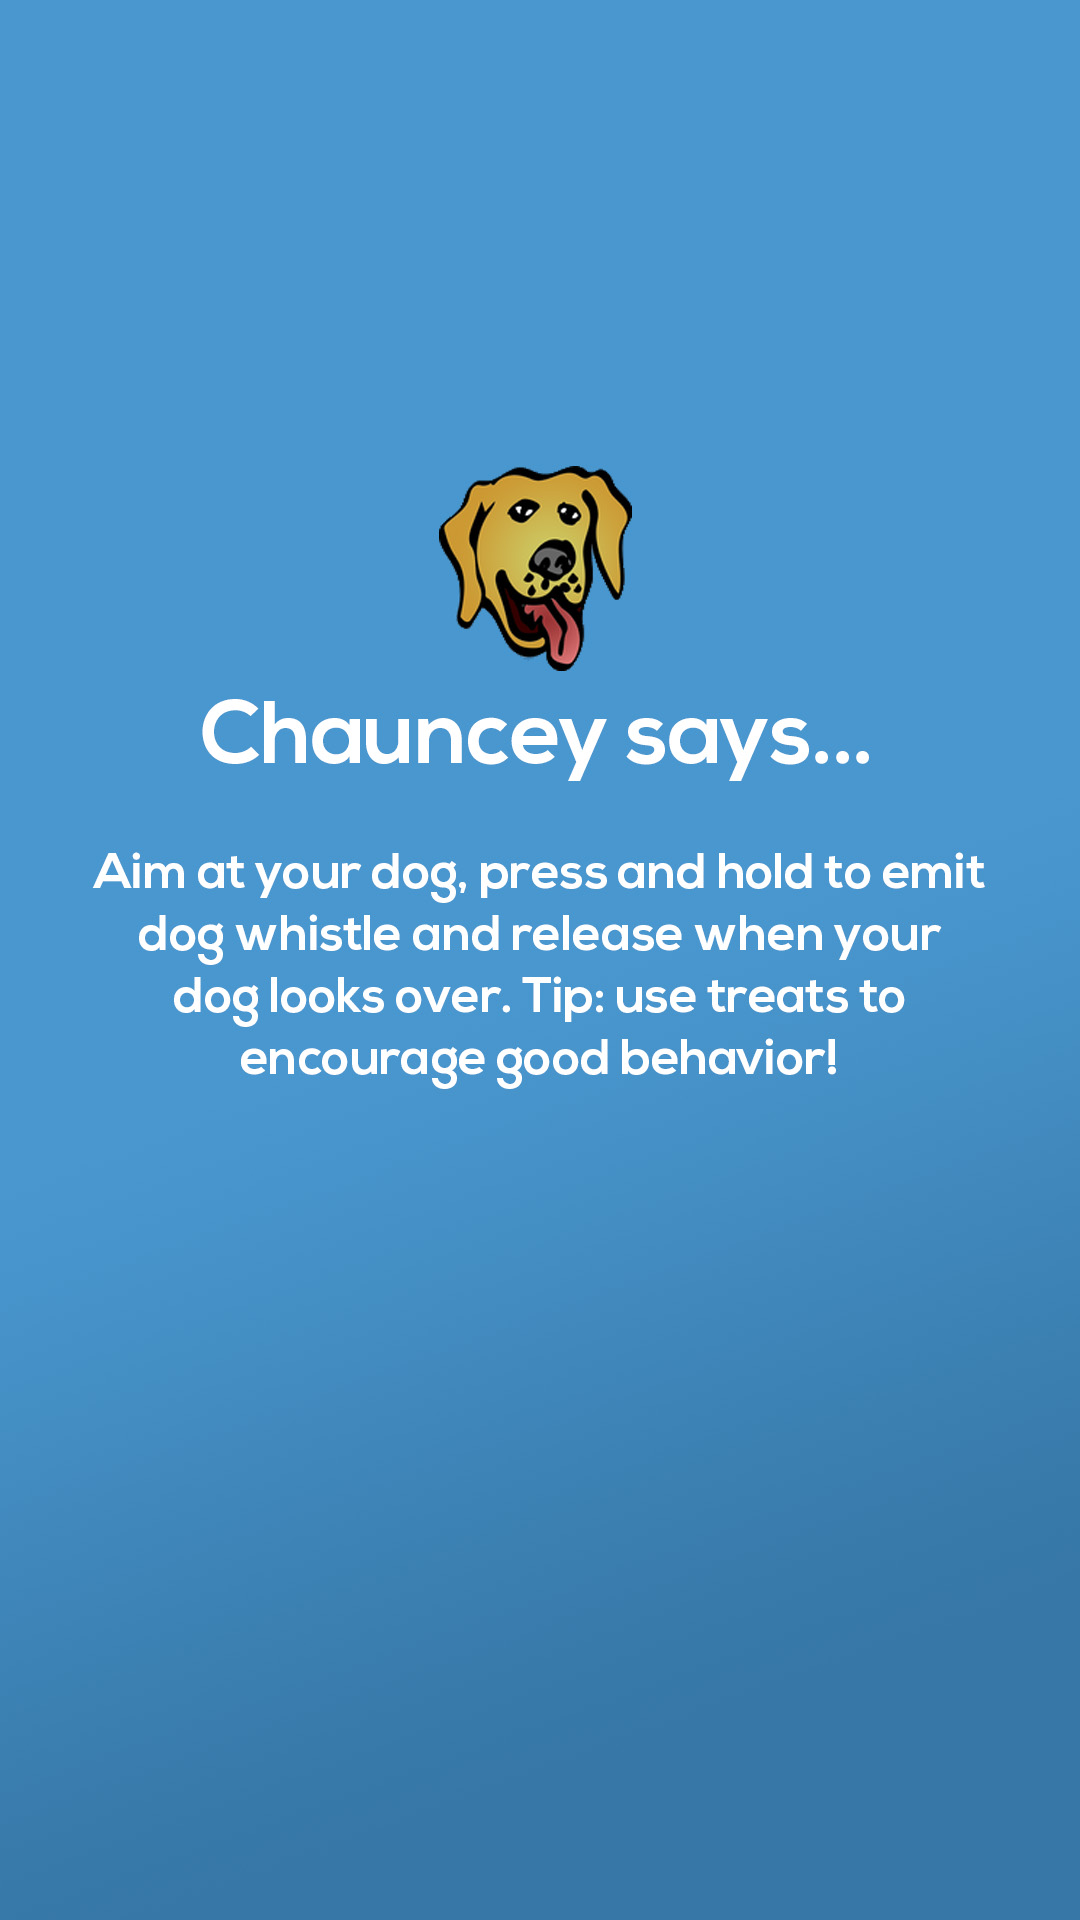 Chauncey says...
Aim at your dog, press and hold to emit
dog whistle and release when your
dog looks over. Tip: use treats to
encourage good behavior!